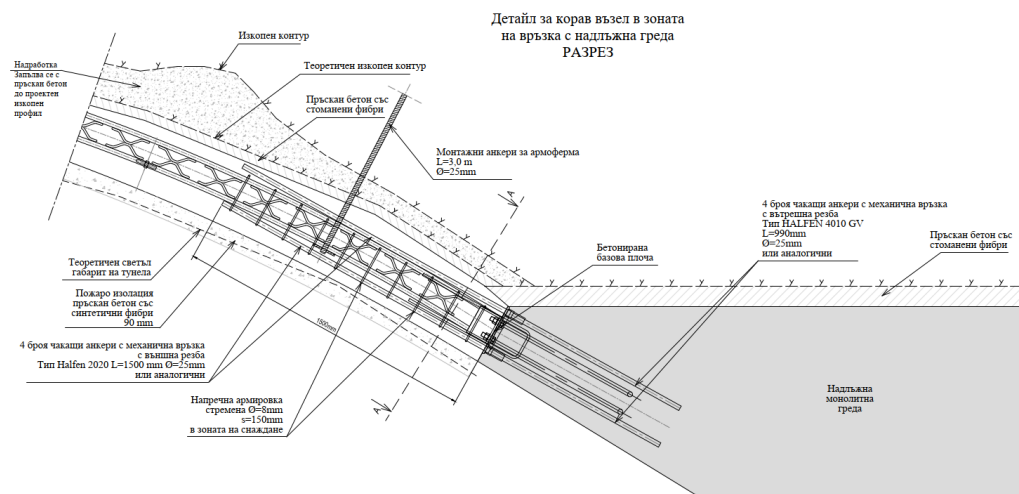 Детайл за корав възел в зоната
на връзка с надлъжна греда
РАЗРЕЗ
Изкопен контур
Надработка
Запълва се с
пръскан бетон
до проектен
изкопен
профил
Теоретичен изкопен контур
Пръскан бетон със
стоманени фибри
Монтажни анкери за армоферма
L=3,0 m
Ø=25mm
A
4 броя чакащи анкери с механична връзка
с вътрешна резба
Тип HALFEN 4010 GV
L=990mm
Ø=25mm
или аналогични
Бетонирана
базова плоча
Пръскан бетон със
стоманени фибри
Теоретичен светъл
габарит на тунела
Пожаро изолация
пръскан бетон със
синтетични фибри
90 mm
1500mm
4 броя чакащи анкери с механична връзка
с външна резба
Тип Halfen 2020 L=1500 mm Ø=25mm
или аналогични
Напречна армировка
стремена Ø=8mm
s=150mm
в зоната на снаждане
A
Надлъжна
монолитна
греда